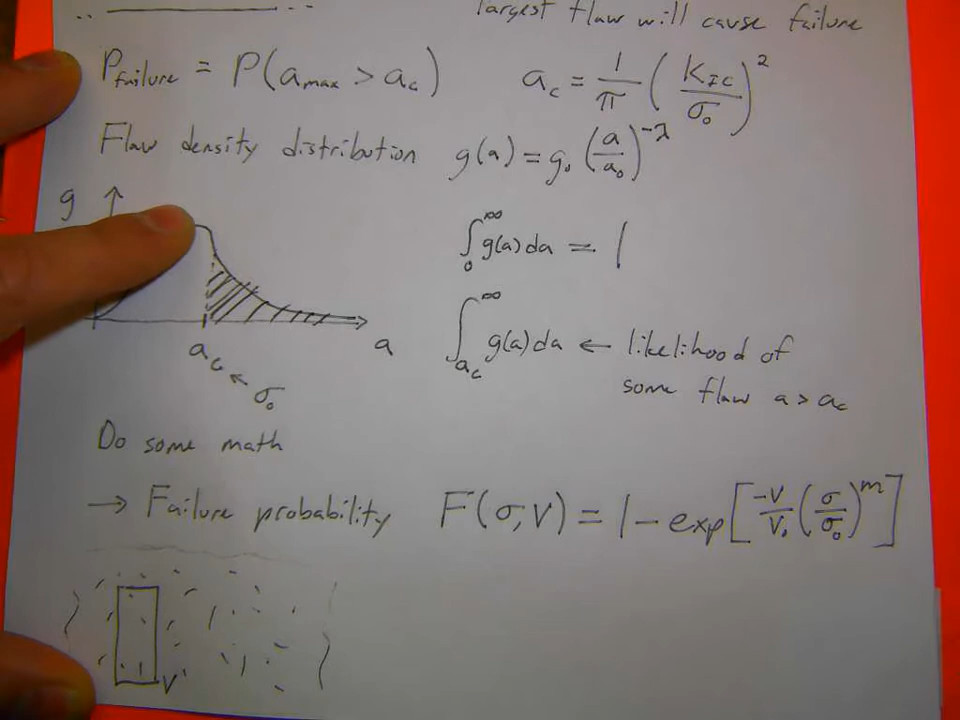 largest flaw will cause failure
P_failure = P(a_max > a_c)    a_c = 1/π (K_IC/σ_0)^2
Flaw density distribution    g(a) = g_0 (a/a_0)^-λ
g
∫_0^∞ g(a) da = 1
∫_{a_c}^∞ g(a) da ← likelihood of
some flaw a > a_c
a
a_c ← σ_0
Do some math
→ Failure probability    F(σ,V) = 1 - exp[-V/V_0 (σ/σ_0)^m]
V